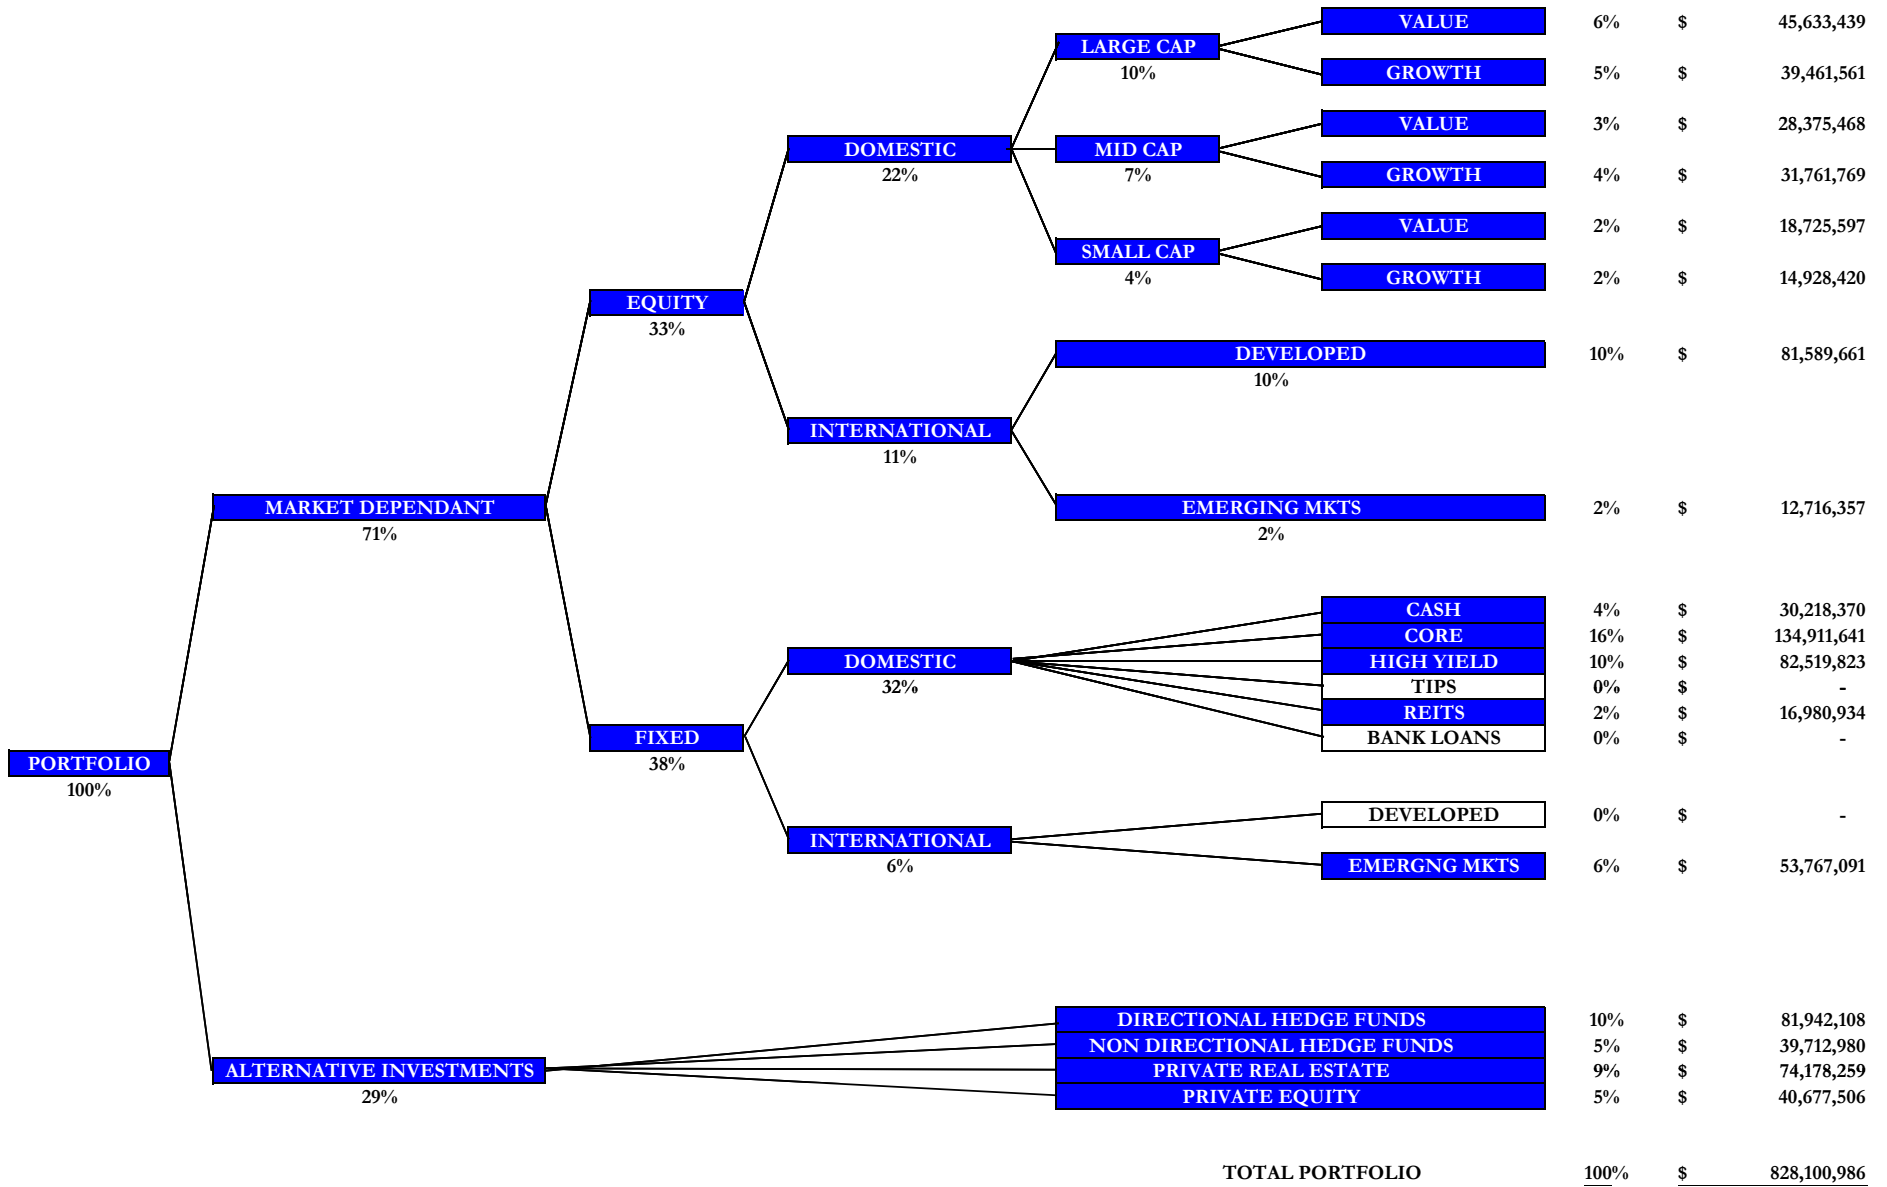 VALUE 6% $ 45,633,439
LARGE CAP
10% GROWTH 5% $ 39,461,561
VALUE 3% $ 28,375,468
DOMESTIC MID CAP
22% 7% GROWTH 4% $ 31,761,769
VALUE 2% $ 18,725,597
SMALL CAP
4% GROWTH 2% $ 14,928,420
EQUITY
33%
DEVELOPED 10% $ 81,589,661
10%
INTERNATIONAL
11%
MARKET DEPENDANT EMERGING MKTS 2% $ 12,716,357
71% 2%
CASH 4% $ 30,218,370
CORE 16% $ 134,911,641
DOMESTIC HIGH YIELD 10% $ 82,519,823
32% TIPS 0% $ -
REITS 2% $ 16,980,934
FIXED BANK LOANS 0% $ -
PORTFOLIO 38%
100%
DEVELOPED 0% $ -
INTERNATIONAL
6% EMERGNG MKTS 6% $ 53,767,091
DIRECTIONAL HEDGE FUNDS 10% $ 81,942,108
NON DIRECTIONAL HEDGE FUNDS 5% $ 39,712,980
ALTERNATIVE INVESTMENTS PRIVATE REAL ESTATE 9% $ 74,178,259
29% PRIVATE EQUITY 5% $ 40,677,506
TOTAL PORTFOLIO 100% $ 828,100,986